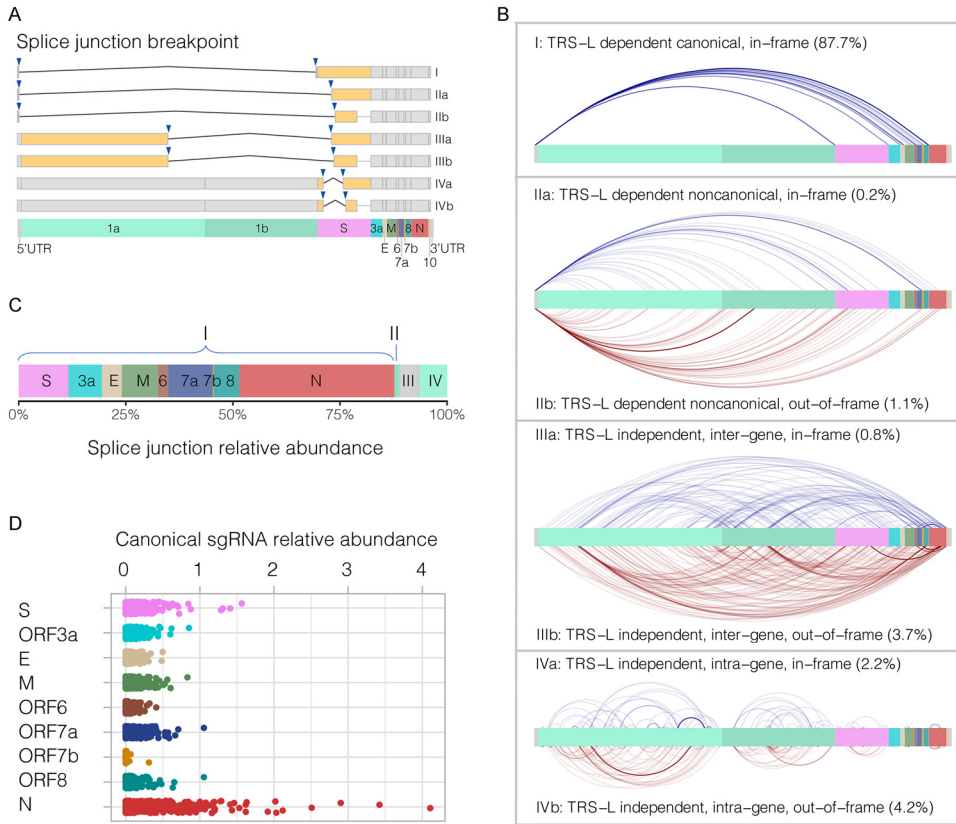 A
Splice junction breakpoint
I
IIa
IIb
IIIa
IIIb
IVa
IVb
1a 1b S 3a M 8 N
5'UTR E 6 7b 3'UTR
7a 10
B
I: TRS-L dependent canonical, in-frame (87.7%)
IIa: TRS-L dependent noncanonical, in-frame (0.2%)
IIb: TRS-L dependent noncanonical, out-of-frame (1.1%)
IIIa: TRS-L independent, inter-gene, in-frame (0.8%)
IIIb: TRS-L independent, inter-gene, out-of-frame (3.7%)
IVa: TRS-L independent, intra-gene, in-frame (2.2%)
IVb: TRS-L independent, intra-gene, out-of-frame (4.2%)
C
I II
S 3a E M 6 7a 7b 8 N III IV
0% 25% 50% 75% 100%
Splice junction relative abundance
D
Canonical sgRNA relative abundance
0 1 2 3 4
S
ORF3a
E
M
ORF6
ORF7a
ORF7b
ORF8
N